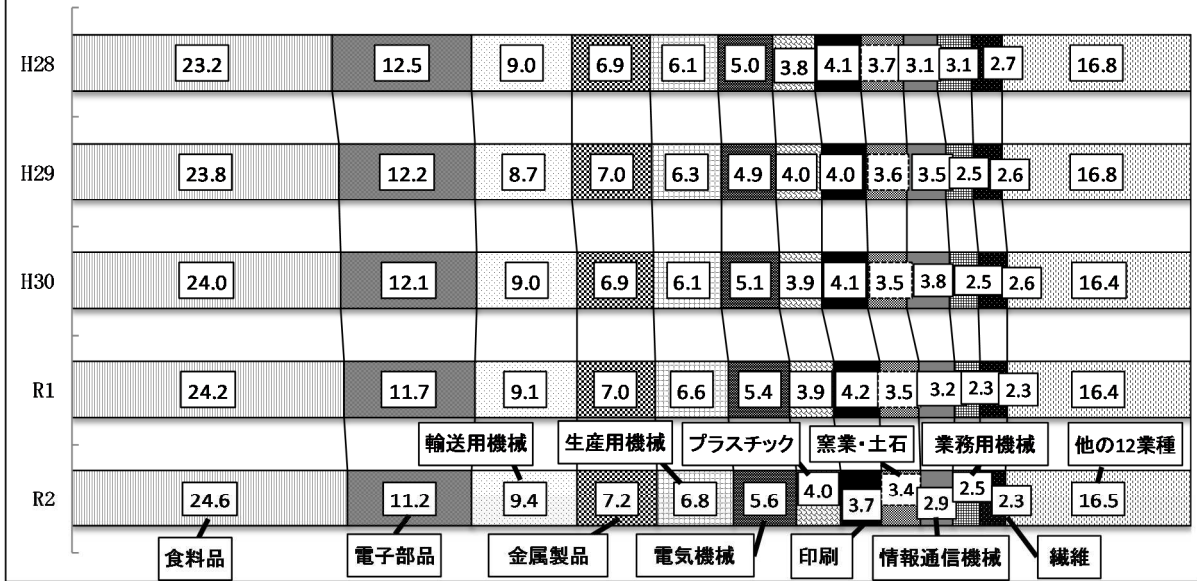 H28 23.2 12.5 9.0 6.9 6.1 5.0 3.8 4.1 3.7 3.1 3.1 2.7 16.8
H29 23.8 12.2 8.7 7.0 6.3 4.9 4.0 4.0 3.6 3.5 2.5 2.6 16.8
H30 24.0 12.1 9.0 6.9 6.1 5.1 3.9 4.1 3.5 3.8 2.5 2.6 16.4
R1 24.2 11.7 9.1 7.0 6.6 5.4 3.9 4.2 3.5 3.2 2.3 2.3 16.4
輸送用機械 生産用機械 プラスチック 窯業・土石 業務用機械 他の12業種
R2 24.6 11.2 9.4 7.2 6.8 5.6 4.0 3.7 3.4 2.9 2.5 2.3 16.5
食料品 電子部品 金属製品 電気機械 印刷 情報通信機械 繊維